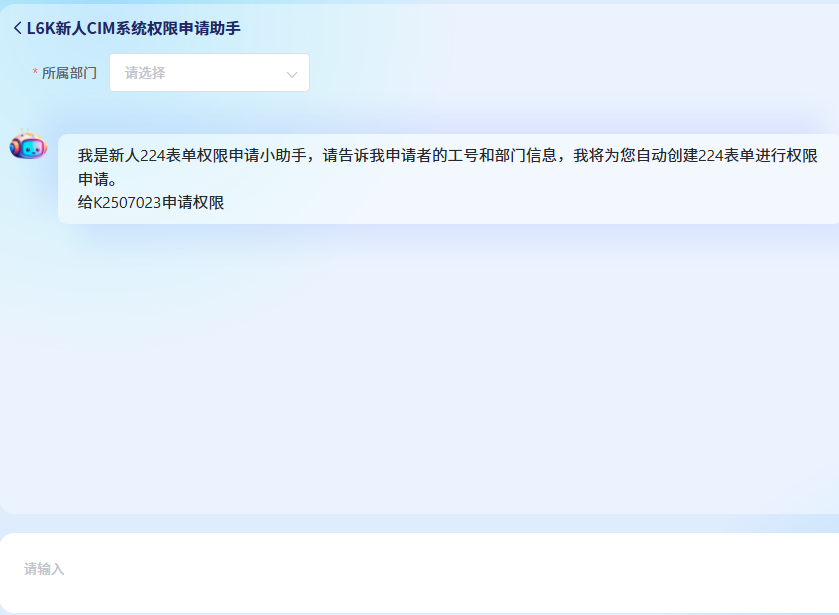 L6K新人CIM系统权限申请助手
* 所属部门 请选择
我是新人224表单权限申请小助手，请告诉我申请者的工号和部门信息，我将为您自动创建224表单进行权限
申请。
给K2507023申请权限
请输入